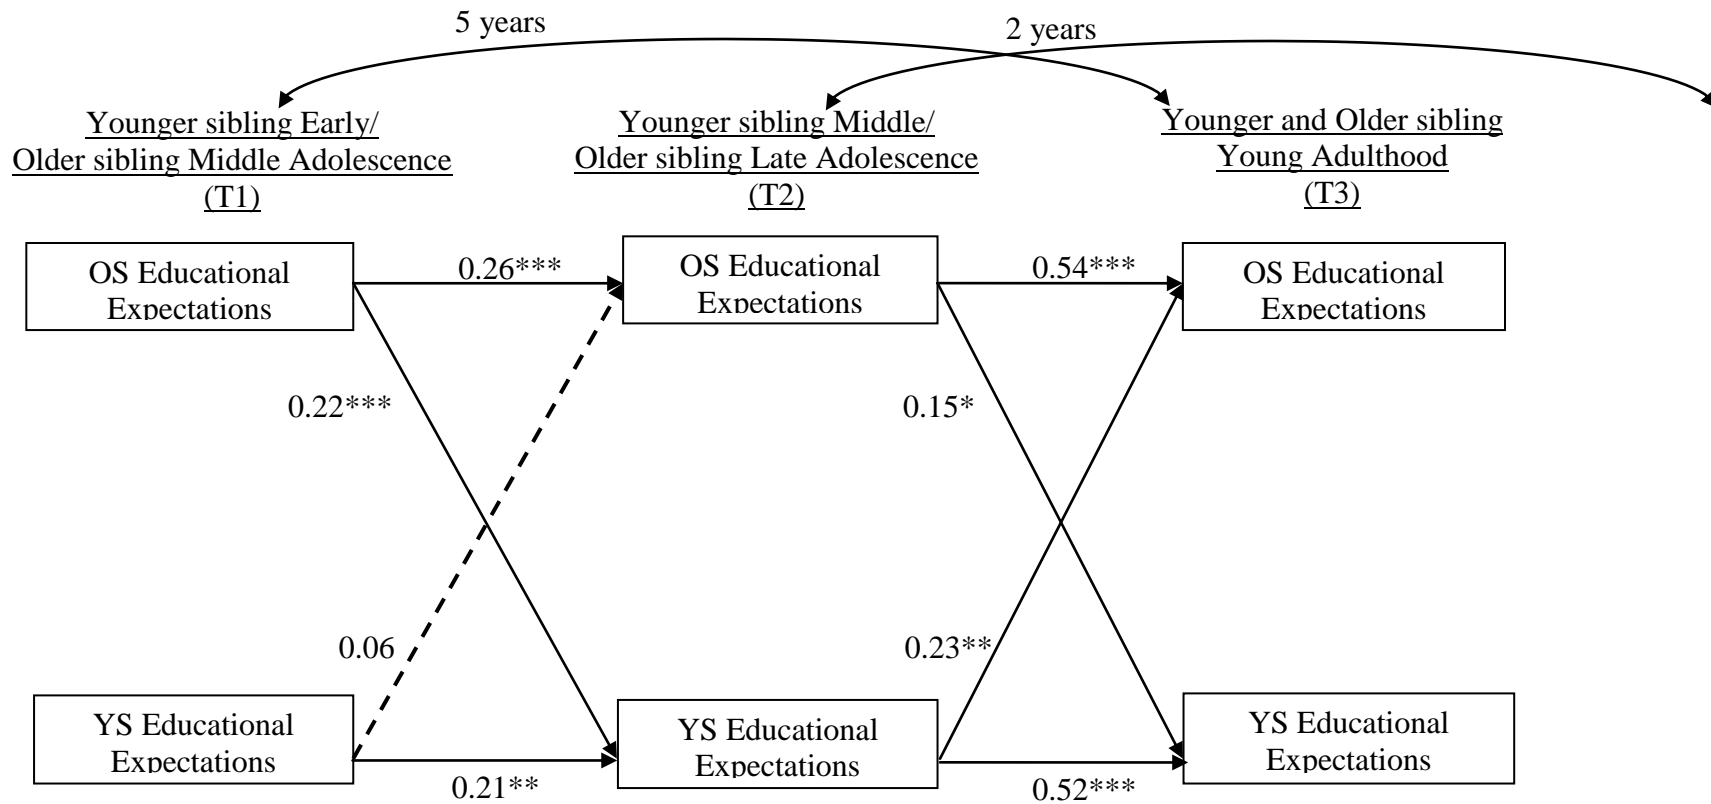 5 years
2 years
Younger sibling Early/
Older sibling Middle Adolescence
(T1)
Younger sibling Middle/
Older sibling Late Adolescence
(T2)
Younger and Older sibling
Young Adulthood
(T3)
OS Educational
Expectations
0.26***
OS Educational
Expectations
0.54***
OS Educational
Expectations
0.22***
0.15*
0.06
0.23**
YS Educational
Expectations
0.21**
YS Educational
Expectations
0.52***
YS Educational
Expectations